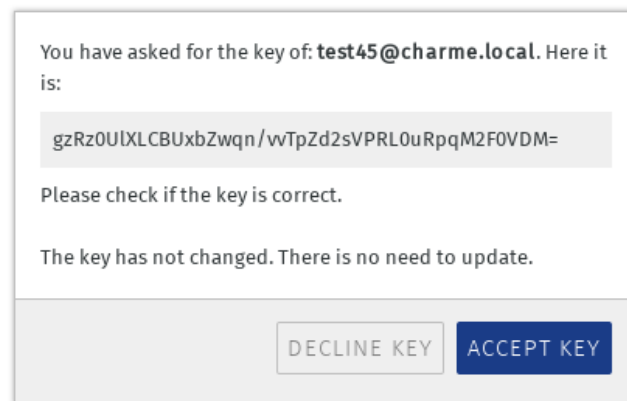 You have asked for the key of: test45@charme.local. Here it
is:
gzRz0UlXLCBUxbZwqn/vvTpZd2sVPRL0uRpqM2F0VDM=
Please check if the key is correct.
The key has not changed. There is no need to update.
DECLINE KEY ACCEPT KEY